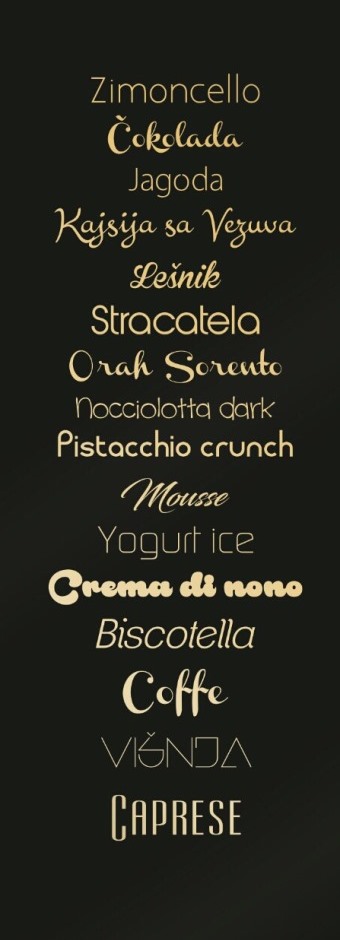 Zimoncello
Čokolada
Jagoda
Kajsija sa Vezuva
Lešnik
Stracatela
Orah Sorento
Nocciolotta dark
Pistacchio crunch
Mousse
Yogurt ice
Crema di nono
Biscotella
Coffe
VIŠNJA
CAPRESE